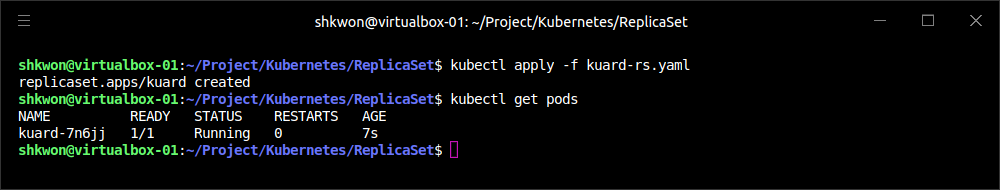 shkwon@virtualbox-01: ~/Project/Kubernetes/ReplicaSet
shkwon@virtualbox-01:~/Project/Kubernetes/ReplicaSet$ kubectl apply -f kuard-rs.yaml
replicaset.apps/kuard created
shkwon@virtualbox-01:~/Project/Kubernetes/ReplicaSet$ kubectl get pods
NAME          READY   STATUS    RESTARTS   AGE
kuard-7n6jj   1/1     Running   0          7s
shkwon@virtualbox-01:~/Project/Kubernetes/ReplicaSet$